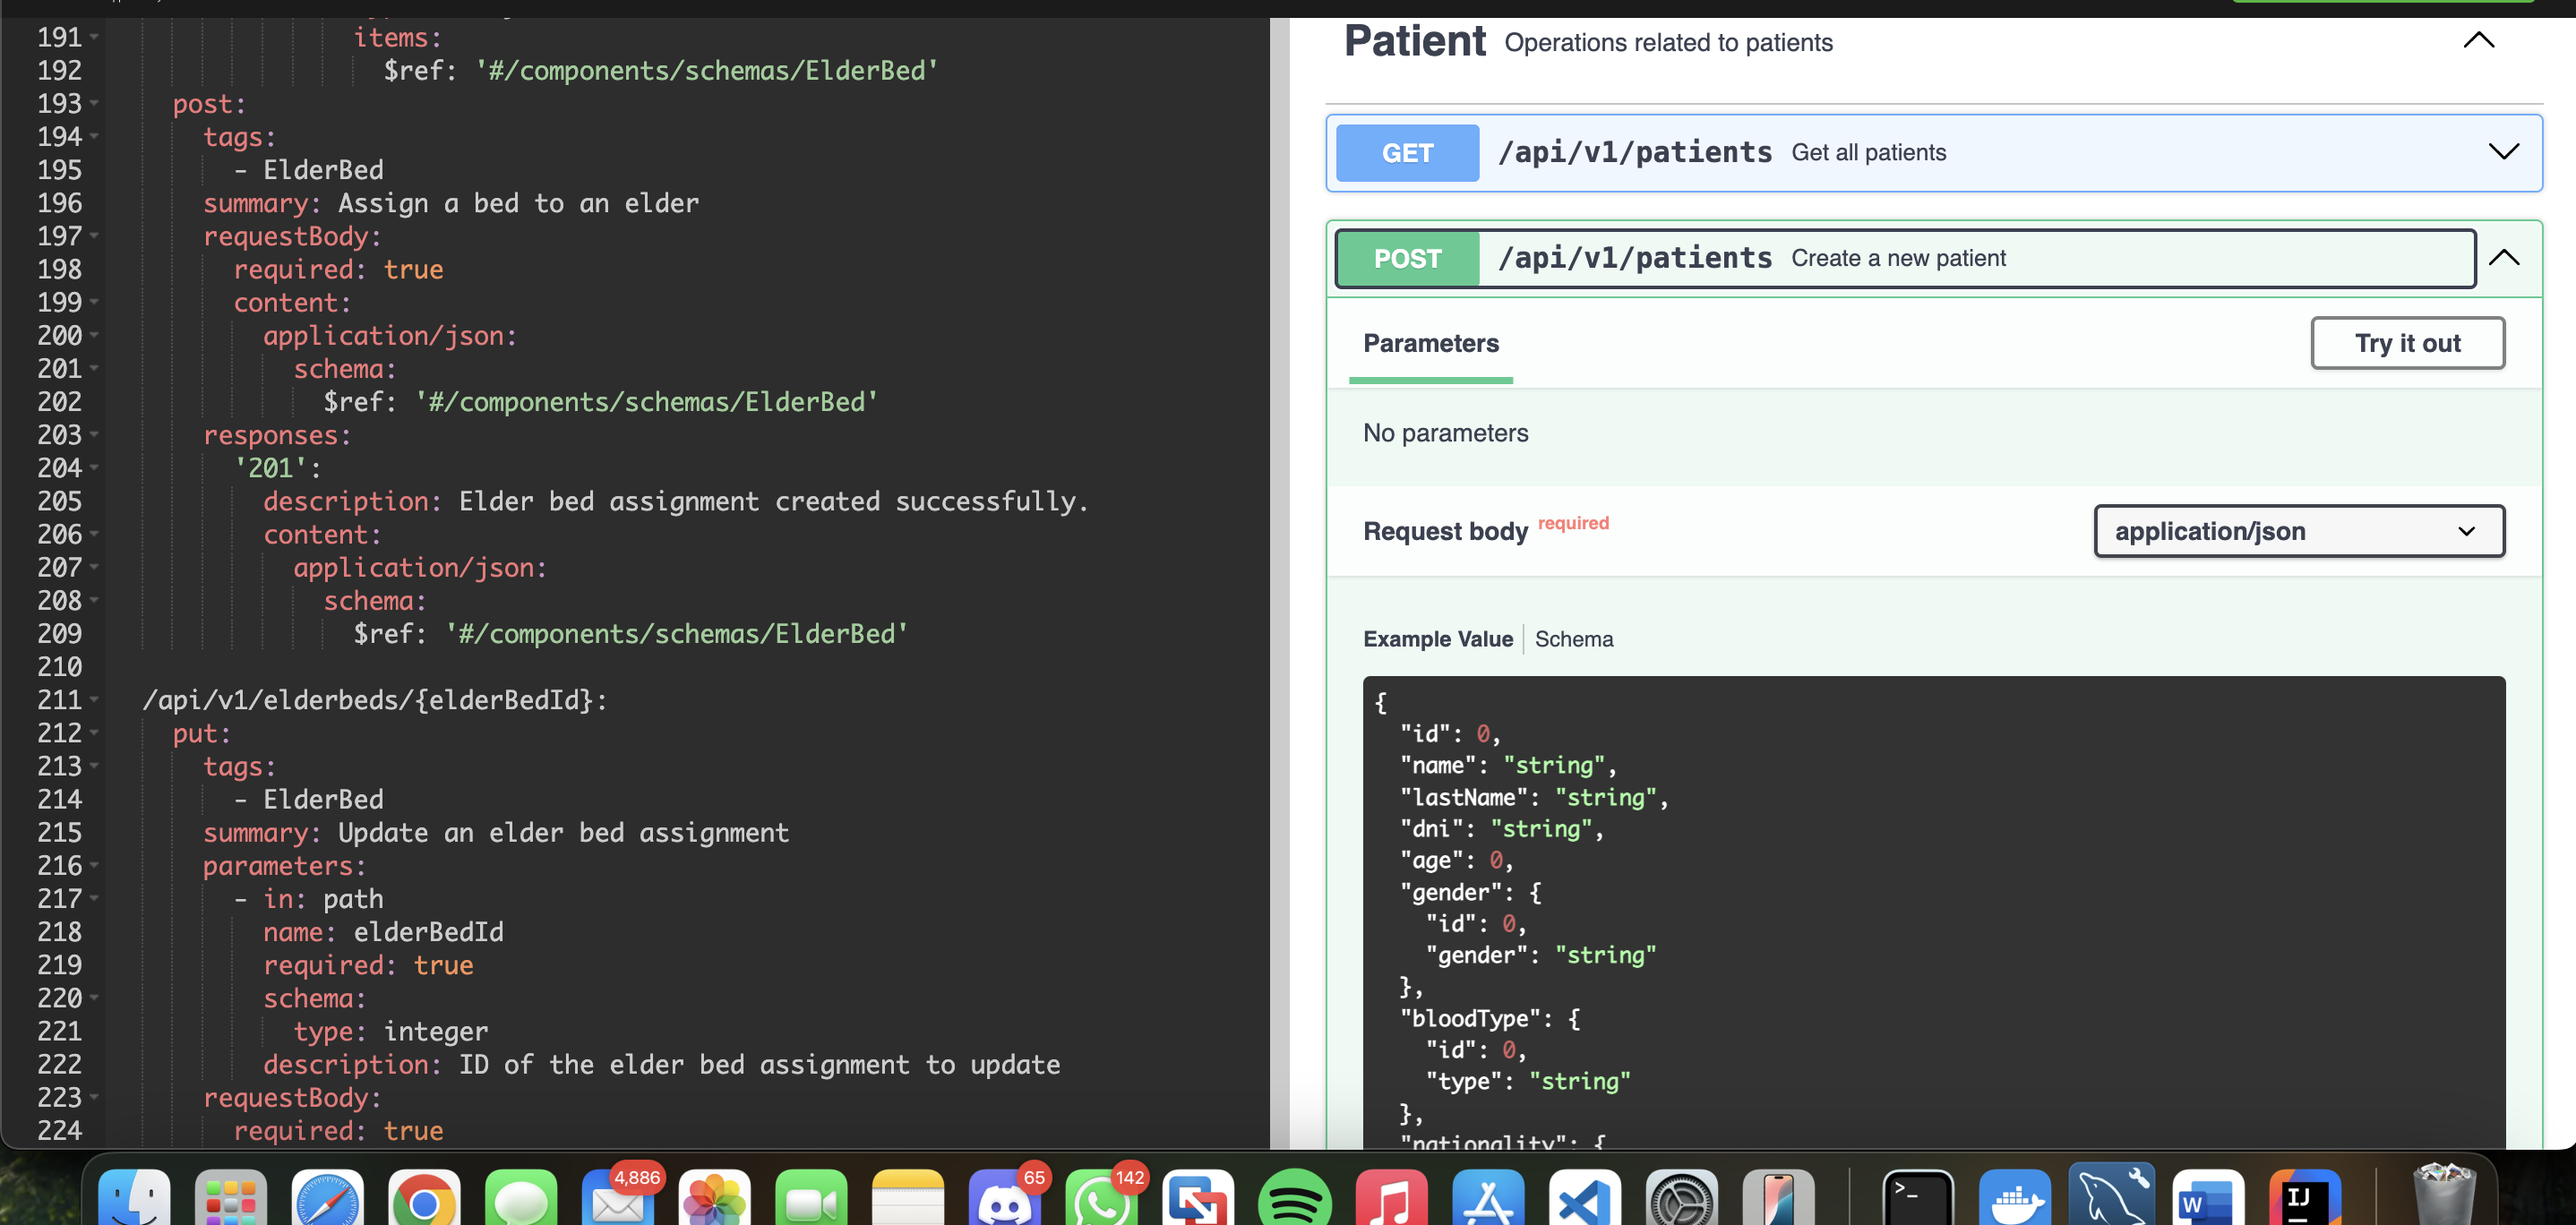 191 items:
192 $ref: '#/components/schemas/ElderBed'
193 post:
194 tags:
195 - ElderBed
196 summary: Assign a bed to an elder
197 requestBody:
198 required: true
199 content:
200 application/json:
201 schema:
202 $ref: '#/components/schemas/ElderBed'
203 responses:
204 '201':
205 description: Elder bed assignment created successfully.
206 content:
207 application/json:
208 schema:
209 $ref: '#/components/schemas/ElderBed'
210
211 /api/v1/elderbeds/{elderBedId}:
212 put:
213 tags:
214 - ElderBed
215 summary: Update an elder bed assignment
216 parameters:
217 - in: path
218 name: elderBedId
219 required: true
220 schema:
221 type: integer
222 description: ID of the elder bed assignment to update
223 requestBody:
224 required: true
Patient Operations related to patients
GET /api/v1/patients Get all patients
POST /api/v1/patients Create a new patient
Parameters Try it out
No parameters
Request body required application/json
Example Value Schema
{
"id": 0,
"name": "string",
"lastName": "string",
"dni": "string",
"age": 0,
"gender": {
"id": 0,
"gender": "string"
},
"bloodType": {
"id": 0,
"type": "string"
},
"nationality": {
4,886 65 142
>_ W IJ